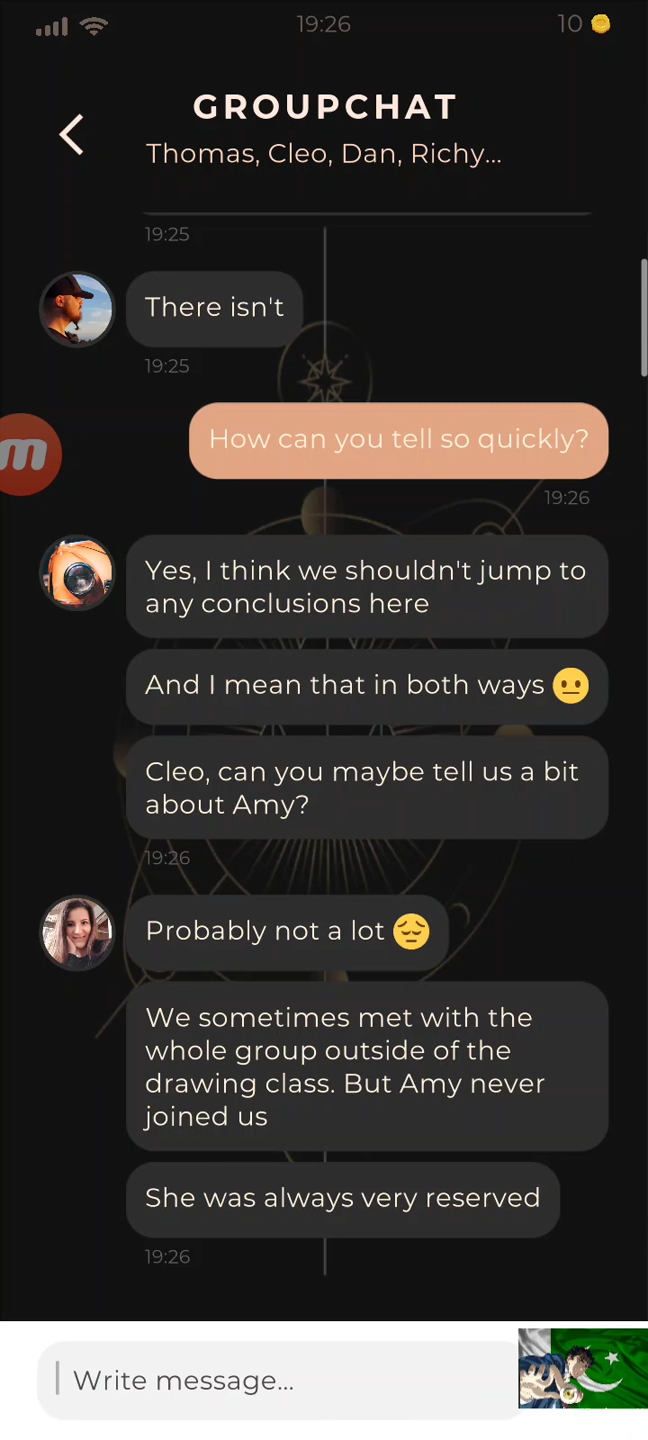 19:26
10
GROUPCHAT
Thomas, Cleo, Dan, Richy...
19:25
There isn't
19:25
How can you tell so quickly?
19:26
m
Yes, I think we shouldn't jump to
any conclusions here
And I mean that in both ways 😐
Cleo, can you maybe tell us a bit
about Amy?
19:26
Probably not a lot 😔
We sometimes met with the
whole group outside of the
drawing class. But Amy never
joined us
She was always very reserved
19:26
Write message...